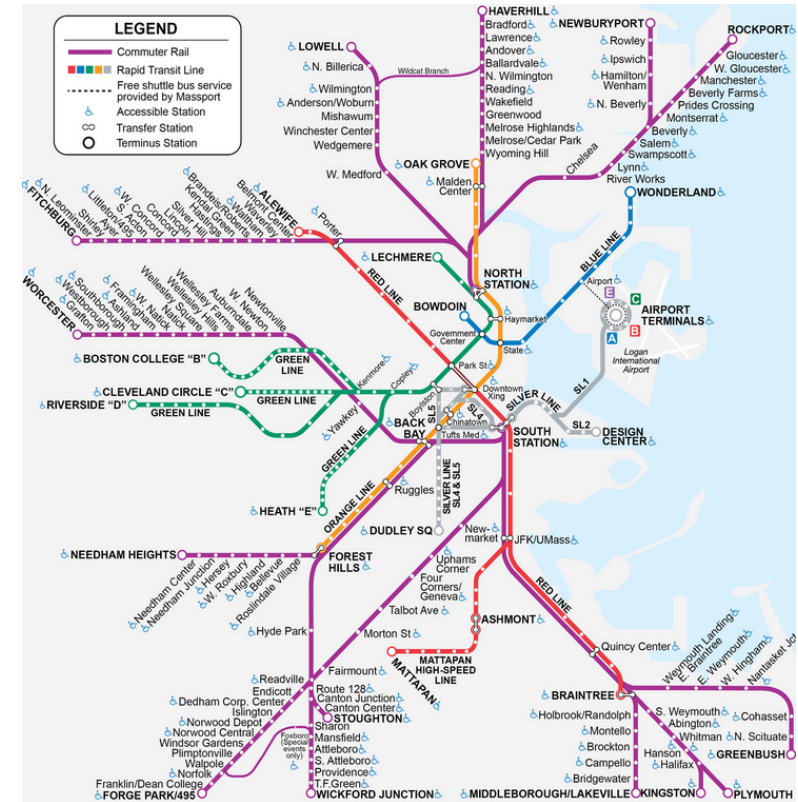 LEGEND
Commuter Rail
Rapid Transit Line
Free shuttle bus service
provided by Massport
Accessible Station
Transfer Station
Terminus Station
LOWELL
N. Billerica
Wilmington
Anderson/Woburn
Mishawum
Winchester Center
Wedgemere
W. Medford
Wildcat Branch
HAVERHILL
Bradford
Lawrence
Andover
Ballardvale
N. Wilmington
Reading
Wakefield
Greenwood
Melrose Highlands
Melrose/Cedar Park
Wyoming Hill
OAK GROVE
Malden
Center
NEWBURYPORT
Rowley
Ipswich
Hamilton/
Wenham
N. Beverly
ROCKPORT
Gloucester
W. Gloucester
Manchester
Beverly Farms
Prides Crossing
Montserrat
Beverly
Salem
Swampscott
Lynn
River Works
Chelsea
WONDERLAND
BLUE LINE
FITCHBURG
N. Leominster
Shirley
Ayer
Littleton/495
S. Acton
W. Concord
Concord
Lincoln
Silver Hill
Hastings
Kendal Green
Brandeis/Roberts
Waltham
Waverley
Belmont Center
ALEWIFE
Porter
RED LINE
LECHMERE
NORTH
STATION
BOWDOIN
Haymarket
Government
Center
State
Park St
Downtown
Xing
Airport
E
C
B
A
AIRPORT
TERMINALS
Logan
International
Airport
WORCESTER
Grafton
Westborough
Southborough
Ashland
Framingham
W. Natick
Natick
Wellesley Square
Wellesley Hills
Wellesley Farms
Auburndale
W. Newton
Newtonville
BOSTON COLLEGE "B"
GREEN
LINE
CLEVELAND CIRCLE "C"
GREEN LINE
RIVERSIDE "D"
GREEN LINE
Kenmore
Copley
Boylston
Yawkey
GREEN LINE
HEATH "E"
BACK
BAY
Chinatown
Tufts Med
SL5
SL4
SILVER LINE
SL1
SL2
SOUTH
STATION
DESIGN
CENTER
SILVER LINE
SL4 & SL5
DUDLEY SQ
ORANGE LINE
Ruggles
FOREST
HILLS
NEEDHAM HEIGHTS
Needham Center
Needham Junction
Hersey
W. Roxbury
Highland
Bellevue
Roslindale Village
Hyde Park
New-
market
JFK/UMass
Uphams
Corner
Four
Corners/
Geneva
Talbot Ave
Morton St
Fairmount
ASHMONT
MATTAPAN
HIGH-SPEED
LINE
MATTAPAN
RED LINE
Quincy Center
BRAINTREE
Weymouth Landing/
E. Braintree
E. Weymouth
W. Hingham
Nantasket Jct
Cohasset
N. Scituate
GREENBUSH
Readville
Endicott
Dedham Corp. Center
Islington
Norwood Depot
Norwood Central
Windsor Gardens
Plimptonville
Walpole
Norfolk
Franklin/Dean College
FORGE PARK/495
Foxboro
(Special
events
only)
Route 128
Canton Junction
Canton Center
STOUGHTON
Sharon
Mansfield
Attleboro
S. Attleboro
Providence
T.F.Green
WICKFORD JUNCTION
Holbrook/Randolph
Montello
Brockton
Campello
Bridgewater
MIDDLEBOROUGH/LAKEVILLE
S. Weymouth
Abington
Whitman
Hanson
Halifax
KINGSTON
PLYMOUTH